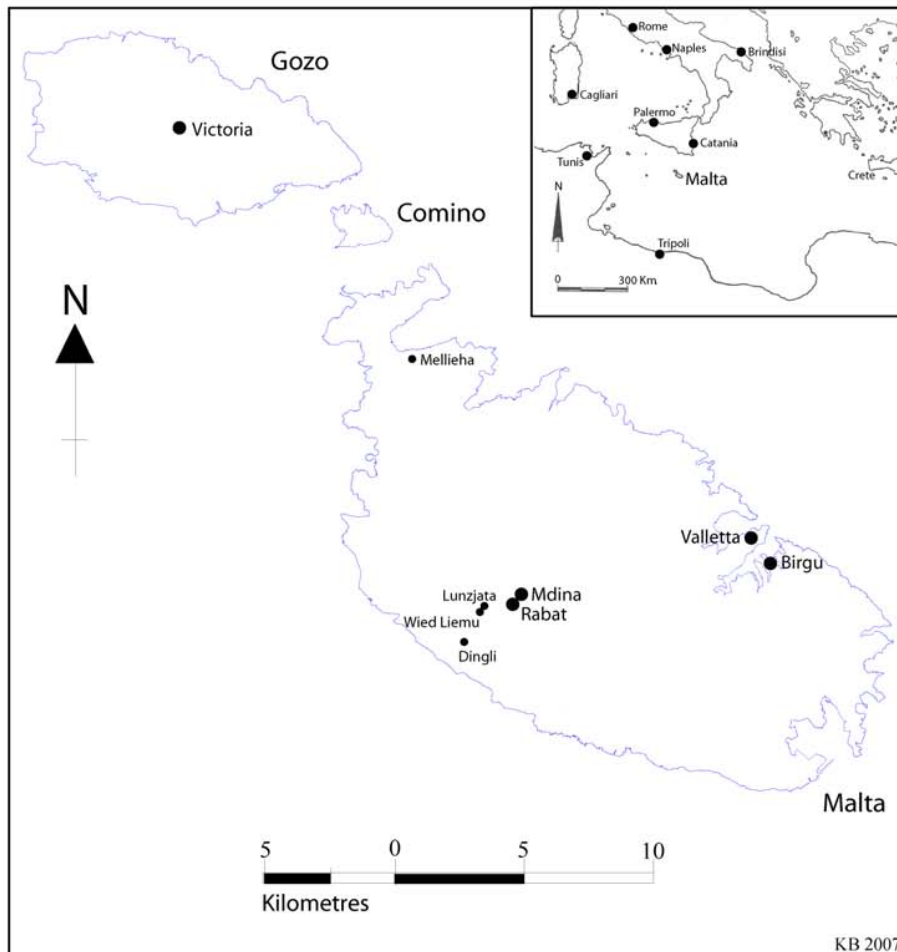 Gozo
Victoria
Comino
N
Mellieha
Valletta
Birgu
Lunzjata
Mdina
Wied Liemu
Rabat
Dingli
Malta
5 0 5 10
Kilometres
KB 2007
Rome
Naples
Brindisi
Cagliari
Palermo
Catania
Tunis
Malta
Crete
N
Tripoli
0 300 Km.